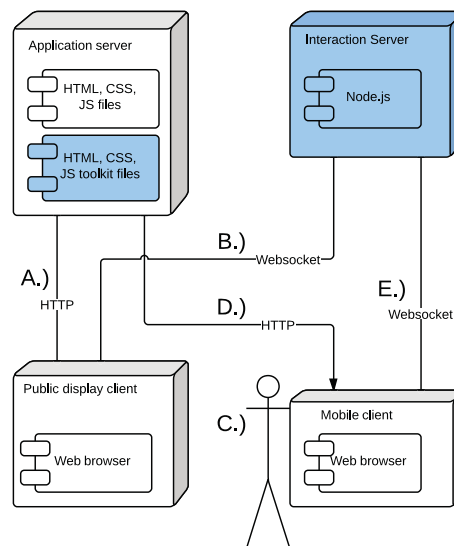 Application server
HTML, CSS,
JS files
HTML, CSS,
JS toolkit files
Interaction Server
Node.js
A.)
HTTP
B.)
Websocket
D.)
HTTP
E.)
Websocket
Public display client
Web browser
C.)
Mobile client
Web browser